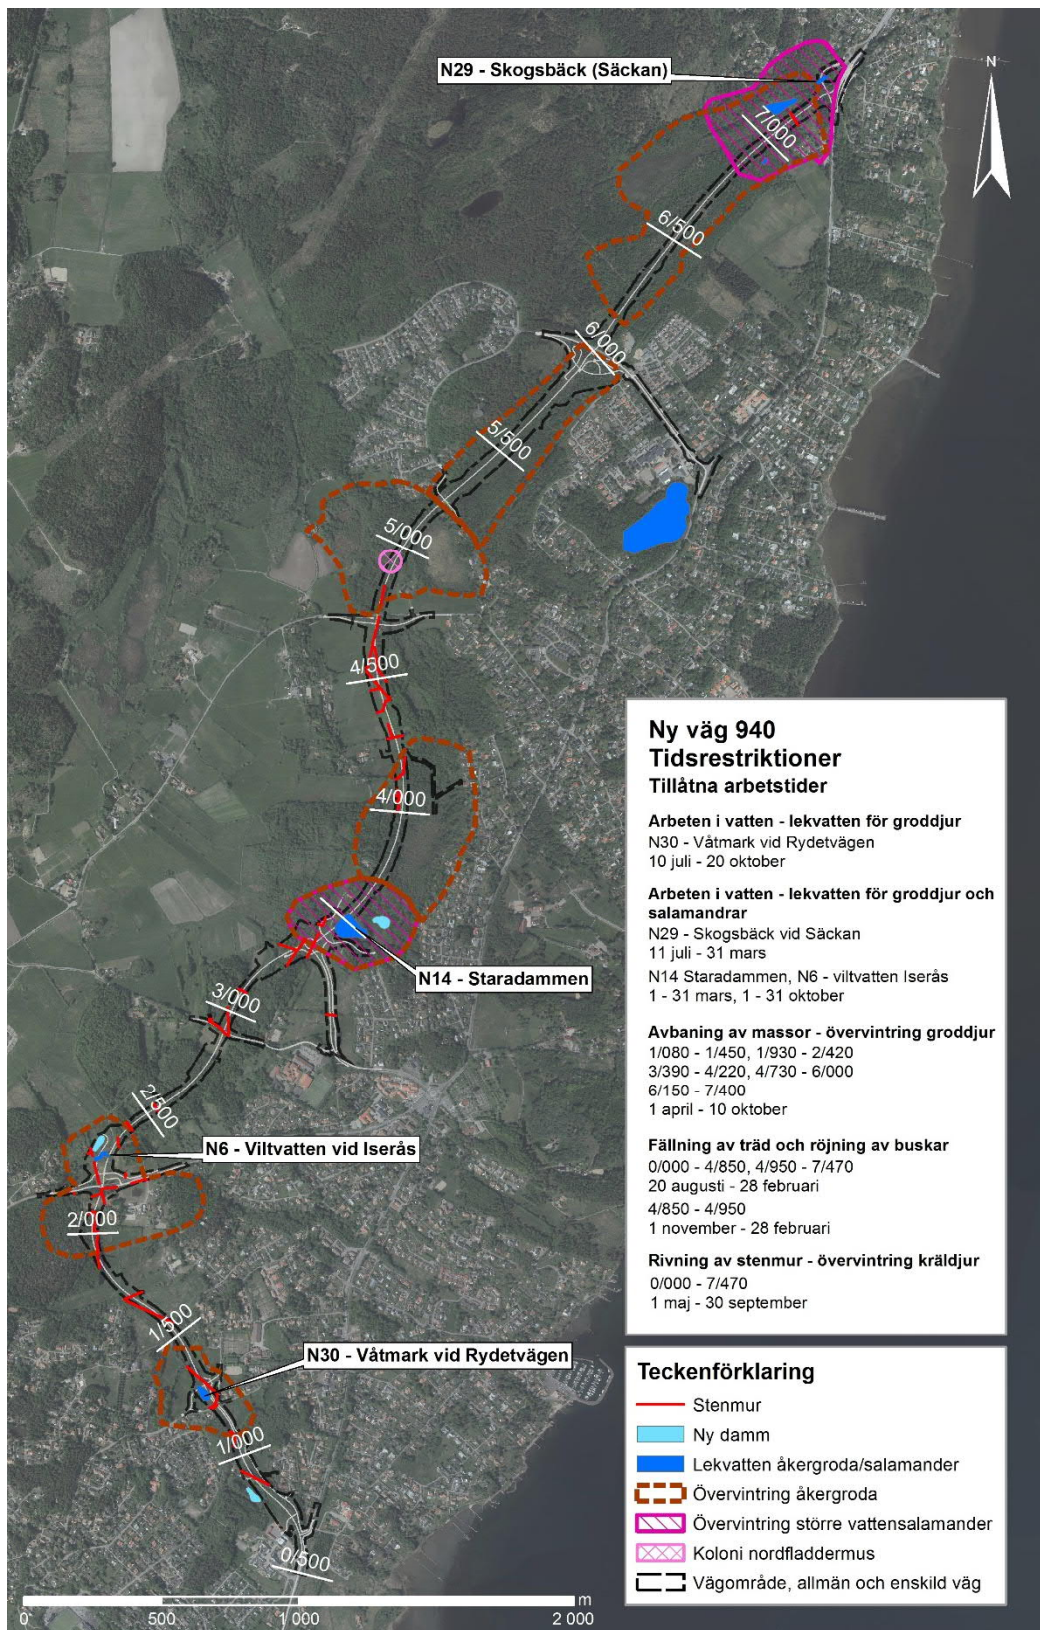 N29 - Skogsbäck (Säckan)
N
7/000
6/500
6/000
5/500
5/000
4/500
4/000
N14 - Staradammen
3/000
2/500
N6 - Viltvatten vid Iserås
2/000
1/500
N30 - Våtmark vid Rydetvägen
1/000
0/500
Ny väg 940
Tidsrestriktioner
Tillåtna arbetstider
Arbeten i vatten - lekvatten för groddjur
N30 - Våtmark vid Rydetvägen
10 juli - 20 oktober
Arbeten i vatten - lekvatten för groddjur och
salamandrar
N29 - Skogsbäck vid Säckan
11 juli - 31 mars
N14 Staradammen, N6 - viltvatten Iserås
1 - 31 mars, 1 - 31 oktober
Avbaning av massor - övervintring groddjur
1/080 - 1/450, 1/930 - 2/420
3/390 - 4/220, 4/730 - 6/000
6/150 - 7/400
1 april - 10 oktober
Fällning av träd och röjning av buskar
0/000 - 4/850, 4/950 - 7/470
20 augusti - 28 februari
4/850 - 4/950
1 november - 28 februari
Rivning av stenmur - övervintring kräldjur
0/000 - 7/470
1 maj - 30 september
Teckenförklaring
Stenmur
Ny damm
Lekvatten åkergroda/salamander
Övervintring åkergroda
Övervintring större vattensalamander
Koloni nordfladdermus
Vägområde, allmän och enskild väg
m
0 500 1 000 2 000